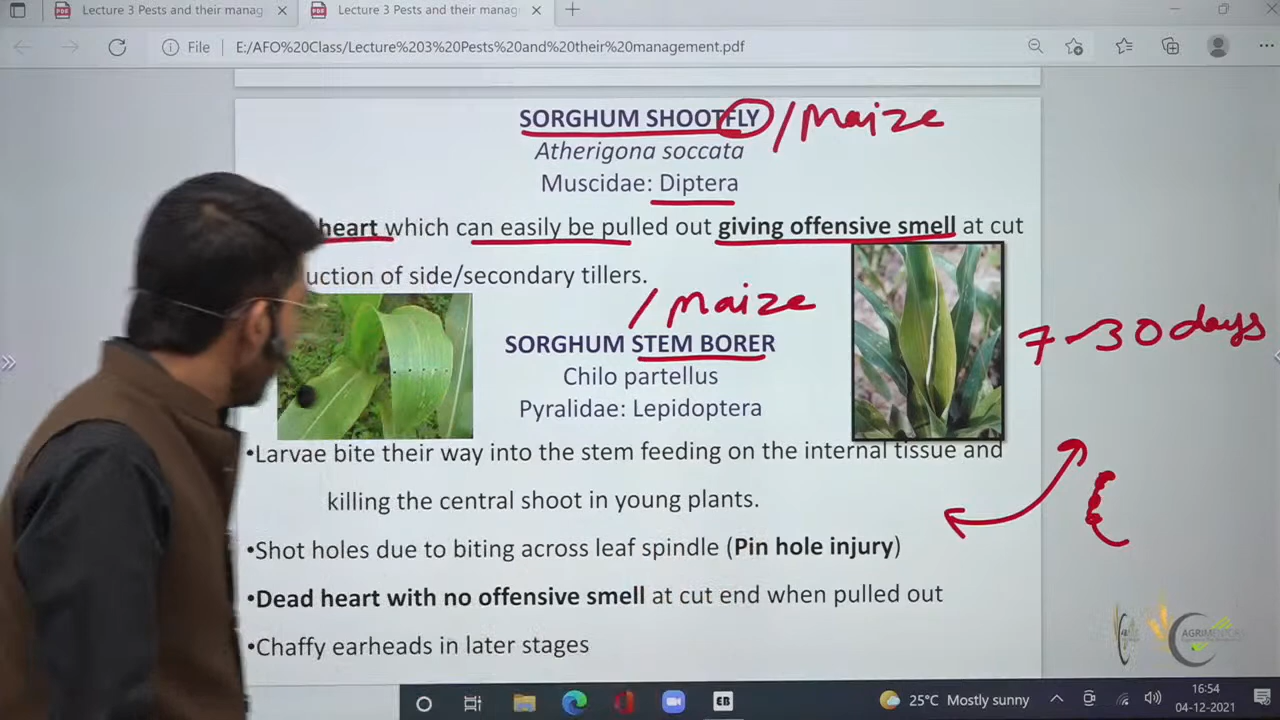 Lecture 3 Pests and their manag
Lecture 3 Pests and their manag
File
E:/AFO%20Class/Lecture%203%20Pests%20and%20their%20management.pdf
SORGHUM SHOOTFLY / Maize
Atherigona soccata
Muscidae: Diptera
heart which can easily be pulled out giving offensive smell at cut
uction of side/secondary tillers.
/ Maize
SORGHUM STEM BORER
7-30 days
Chilo partellus
Pyralidae: Lepidoptera
•Larvae bite their way into the stem feeding on the internal tissue and
killing the central shoot in young plants.
•Shot holes due to biting across leaf spindle (Pin hole injury)
•Dead heart with no offensive smell at cut end when pulled out
•Chaffy earheads in later stages
EB
25°C Mostly sunny
16:54
04-12-2021